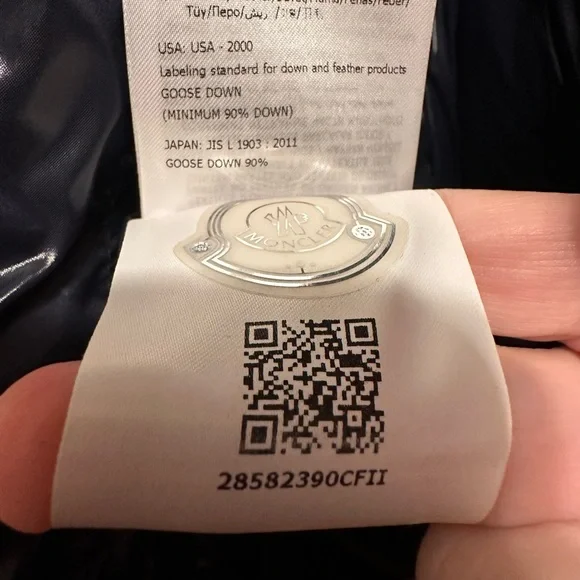 Tüy/Перо/ریش/
USA: USA - 2000
Labeling standard for down and feather products
GOOSE DOWN
(MINIMUM 90% DOWN)
JAPAN: JIS L 1903 : 2011
GOOSE DOWN 90%
MONCLER
28582390CFII